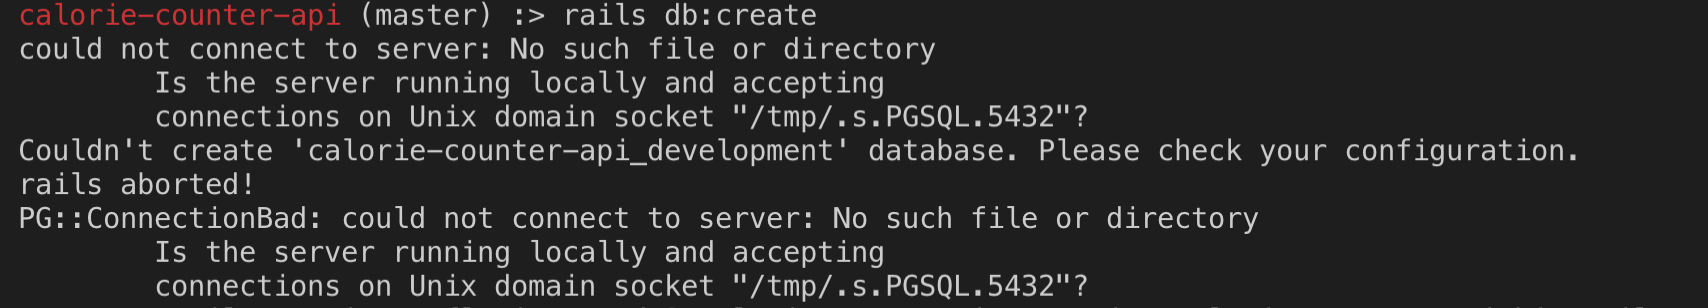 calorie-counter-api (master) :> rails db:create
could not connect to server: No such file or directory
Is the server running locally and accepting
connections on Unix domain socket "/tmp/.s.PGSQL.5432"?
Couldn't create 'calorie-counter-api_development' database. Please check your configuration.
rails aborted!
PG::ConnectionBad: could not connect to server: No such file or directory
Is the server running locally and accepting
connections on Unix domain socket "/tmp/.s.PGSQL.5432"?